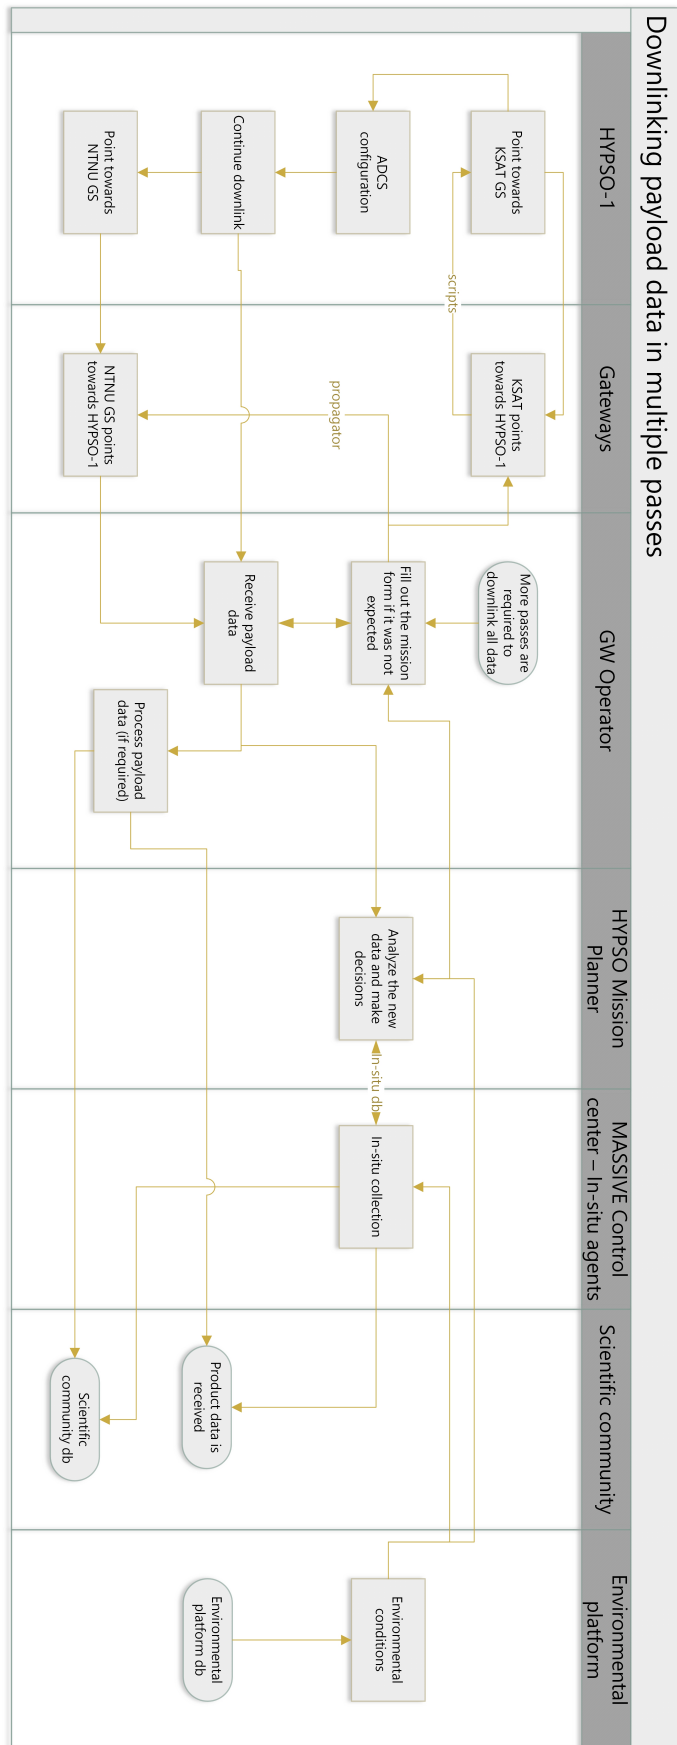 Downlinking payload data in multiple passes
HYPSO-1
Gateways
GW Operator
HYPSO Mission
Planner
MASSIVE Control
center – In-situ agents
Scientific community
Environmental
platform
Point towards
KSAT GS
ADCS
configuration
Continue downlink
Point towards
NTNU GS
scripts
KSAT points
towards HYPSO-1
propagator
NTNU GS points
towards HYPSO-1
More passes are
required to
downlink all data
Fill out the mission
form if it was not
expected
Receive payload
data
Process payload
data (if required)
Analyze the new
data and make
decisions
In-situ db
In-situ collection
Product data is
received
Scientific
community db
Environmental
conditions
Environmental
platform db